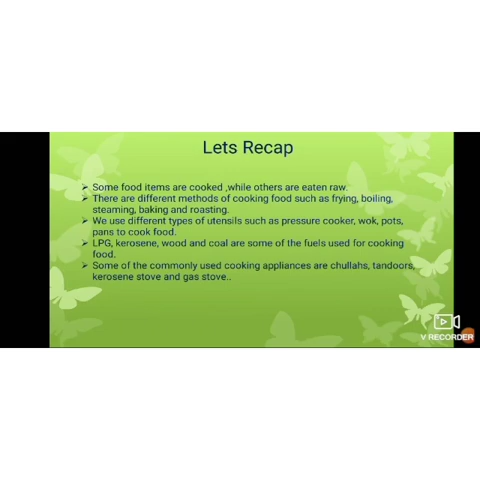 Lets Recap
➢ Some food items are cooked ,while others are eaten raw.
➢ There are different methods of cooking food such as frying, boiling,
steaming, baking and roasting.
➢ We use different types of utensils such as pressure cooker, wok, pots,
pans to cook food.
➢ LPG, kerosene, wood and coal are some of the fuels used for cooking
food.
➢ Some of the commonly used cooking appliances are chullahs, tandoors,
kerosene stove and gas stove..
V RECORDER